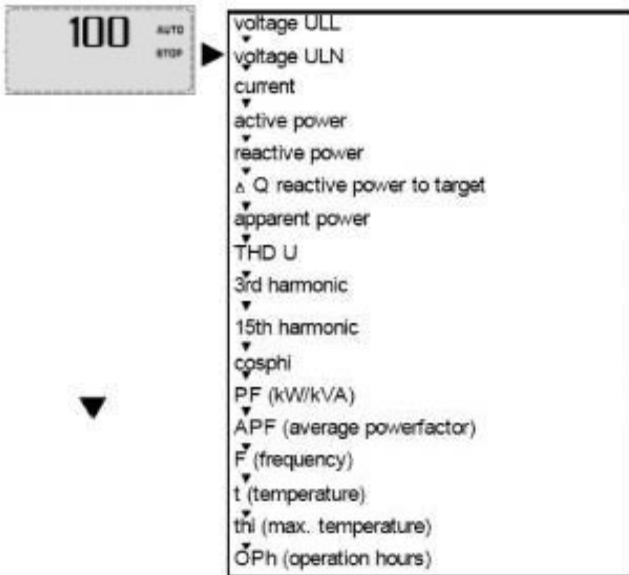 100
AUTO
STOP
voltage ULL
voltage ULN
current
active power
reactive power
Δ Q reactive power to target
apparent power
THD U
3rd harmonic
15th harmonic
cosphi
PF (kW/kVA)
APF (average powerfactor)
F (frequency)
t (temperature)
thi (max. temperature)
OPh (operation hours)